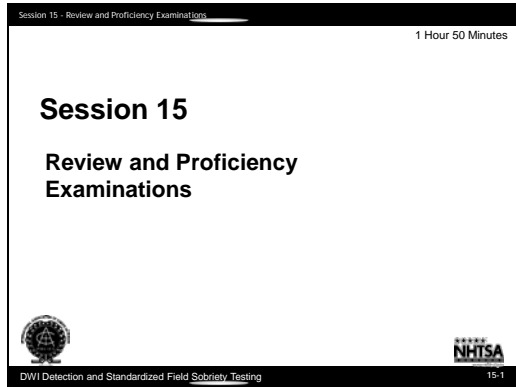 Session 15 - Review and Proficiency Examinations
1 Hour 50 Minutes
Session 15
Review and Proficiency
Examinations
NHTSA
DWI Detection and Standardized Field Sobriety Testing
15-1